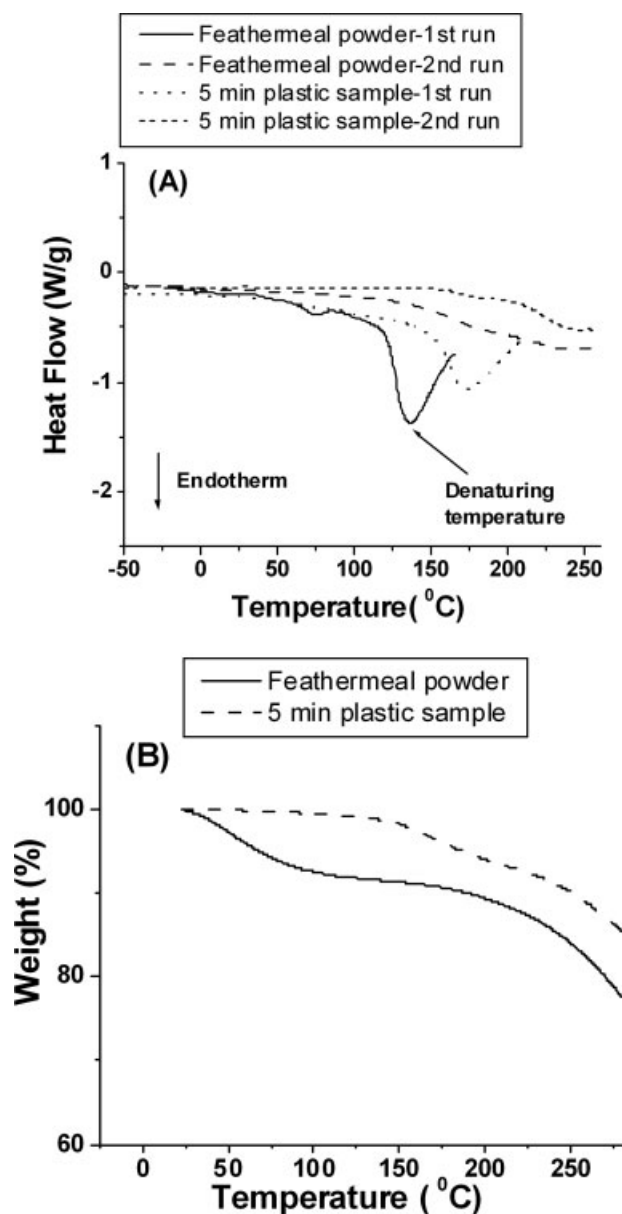 Feathermeal powder-1st run
Feathermeal powder-2nd run
5 min plastic sample-1st run
5 min plastic sample-2nd run
(A)
1
0
-1
-2
Heat Flow (W/g)
Endotherm
Denaturing
temperature
-50 0 50 100 150 200 250
Temperature( ⁰C)
Feathermeal powder
5 min plastic sample
(B)
100
80
60
Weight (%)
0 50 100 150 200 250
Temperature ( ⁰C)